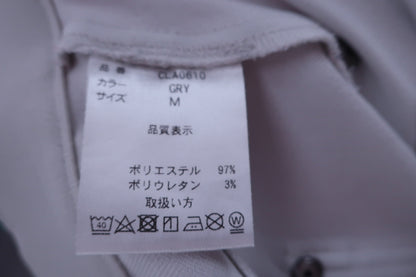 品番 CLA0610
カラー GRY
サイズ M
品質表示
ポリエステル 97%
ポリウレタン 3%
取扱い方
40 W